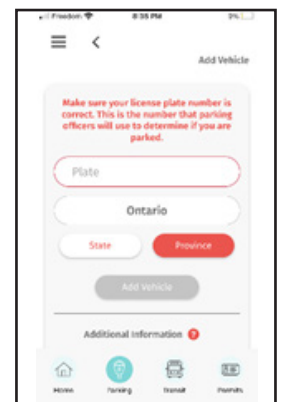 Freedom 8:35 PM 9%
Add Vehicle
Make sure your license plate number is
correct. This is the number that parking
officers will use to determine if you are
parked.
Plate
Ontario
State Province
Add Vehicle
Additional Information ?
Home Parking Transit Permits